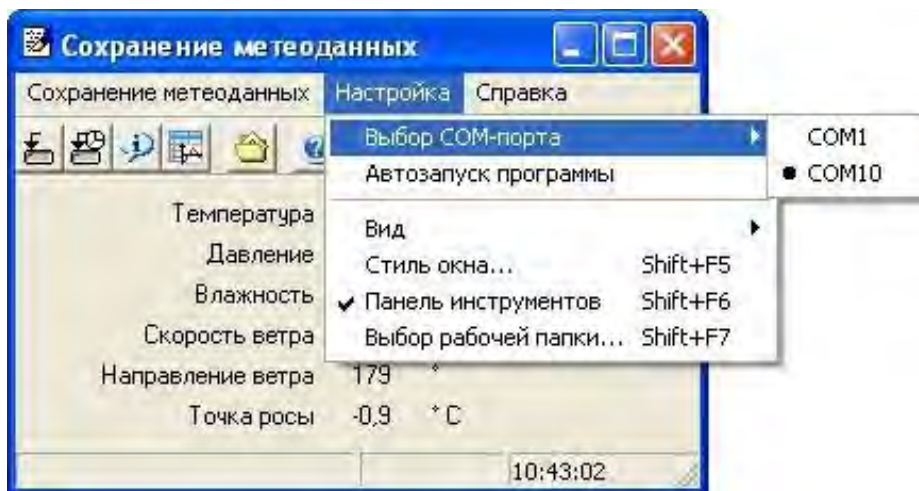 Сохранение метеоданных
Сохранение метеоданных Настройка Справка
Выбор COM-порта
COM1
COM10
Автозапуск программы
Вид
Стиль окна... Shift+F5
Панель инструментов Shift+F6
Выбор рабочей папки... Shift+F7
Температура
Давление
Влажность
Скорость ветра
Направление ветра 179 °
Точка росы -0,9 ° C
10:43:02